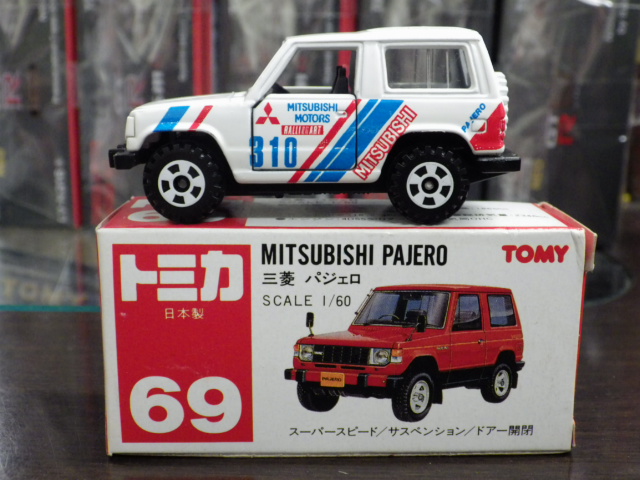 MITSUBISHI
MOTORS
RALLIART
310
MITSUBISHI
PAJERO
トミカ
日本製
69
MITSUBISHI PAJERO
三菱 パジェロ
SCALE 1/60
TOMY
PAJERO
スーパースピード/サスペンション/ドアー開閉
TOMY